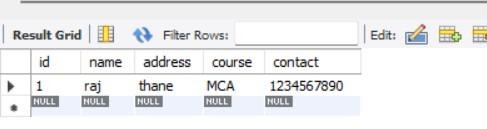 Result Grid Filter Rows: Edit:
id name address course contact
1 raj thane MCA 1234567890
NULL NULL NULL NULL NULL